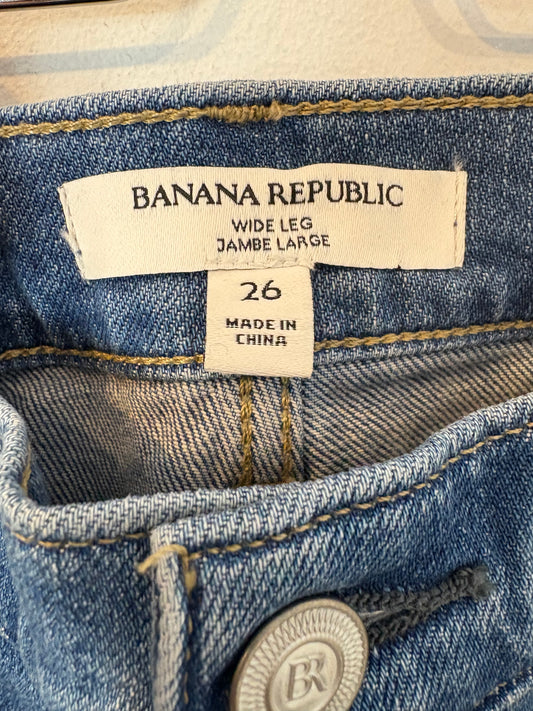 BANANA REPUBLIC
WIDE LEG
JAMBE LARGE
26
MADE IN
CHINA
BR